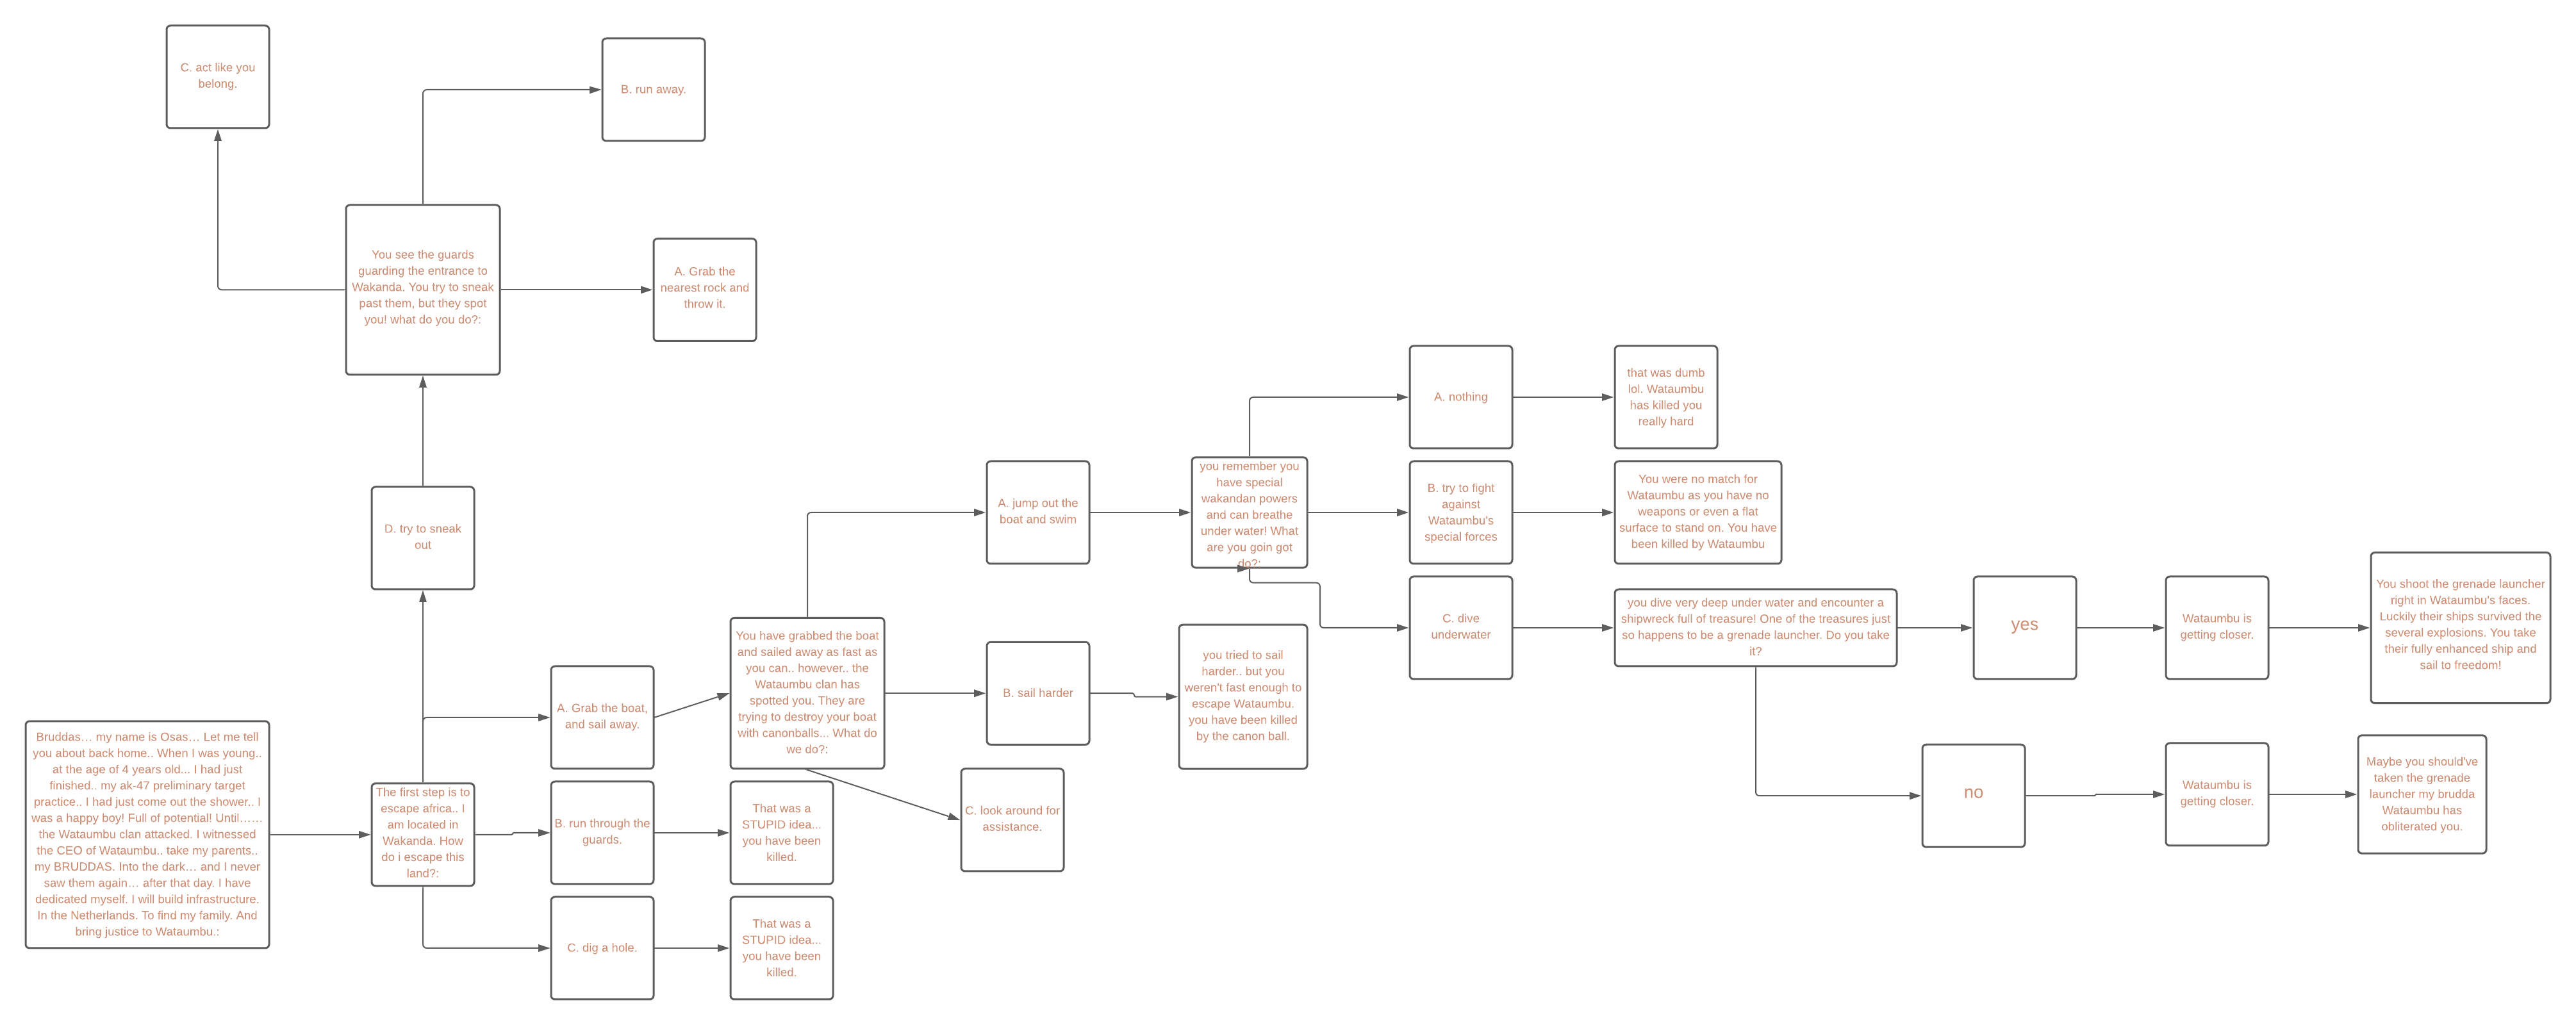 C. act like you
belong.
B. run away.
You see the guards
guarding the entrance to
Wakanda. You try to sneak
past them, but they spot
you! what do you do?:
A. Grab the
nearest rock and
throw it.
D. try to sneak
out
Bruddas… my name is Osas… Let me tell
you about back home.. When I was young..
at the age of 4 years old... I had just
finished.. my ak-47 preliminary target
practice.. I had just come out the shower.. I
was a happy boy! Full of potential! Until……
the Wataumbu clan attacked. I witnessed
the CEO of Wataumbu.. take my parents..
my BRUDDAS. Into the dark… and I never
saw them again… after that day. I have
dedicated myself. I will build infrastructure.
In the Netherlands. To find my family. And
bring justice to Wataumbu.:
The first step is to
escape africa.. I
am located in
Wakanda. How
do i escape this
land?:
A. Grab the boat,
and sail away.
B. run through the
guards.
That was a
STUPID idea...
you have been
killed.
C. dig a hole.
That was a
STUPID idea...
you have been
killed.
You have grabbed the boat
and sailed away as fast as
you can.. however.. the
Wataumbu clan has
spotted you. They are
trying to destroy your boat
with canonballs... What do
we do?:
A. jump out the
boat and swim
B. sail harder
you tried to sail
harder.. but you
weren't fast enough to
escape Wataumbu.
you have been killed
by the canon ball.
C. look around for
assistance.
you remember you
have special
wakandan powers
and can breathe
under water! What
are you goin got
do?:
A. nothing
that was dumb
lol. Wataumbu
has killed you
really hard
B. try to fight
against
Wataumbu's
special forces
You were no match for
Wataumbu as you have no
weapons or even a flat
surface to stand on. You have
been killed by Wataumbu
C. dive
underwater
you dive very deep under water and encounter a
shipwreck full of treasure! One of the treasures just
so happens to be a grenade launcher. Do you take
it?
yes
Wataumbu is
getting closer.
You shoot the grenade launcher
right in Wataumbu's faces.
Luckily their ships survived the
several explosions. You take
their fully enhanced ship and
sail to freedom!
no
Wataumbu is
getting closer.
Maybe you should've
taken the grenade
launcher my brudda
Wataumbu has
obliterated you.